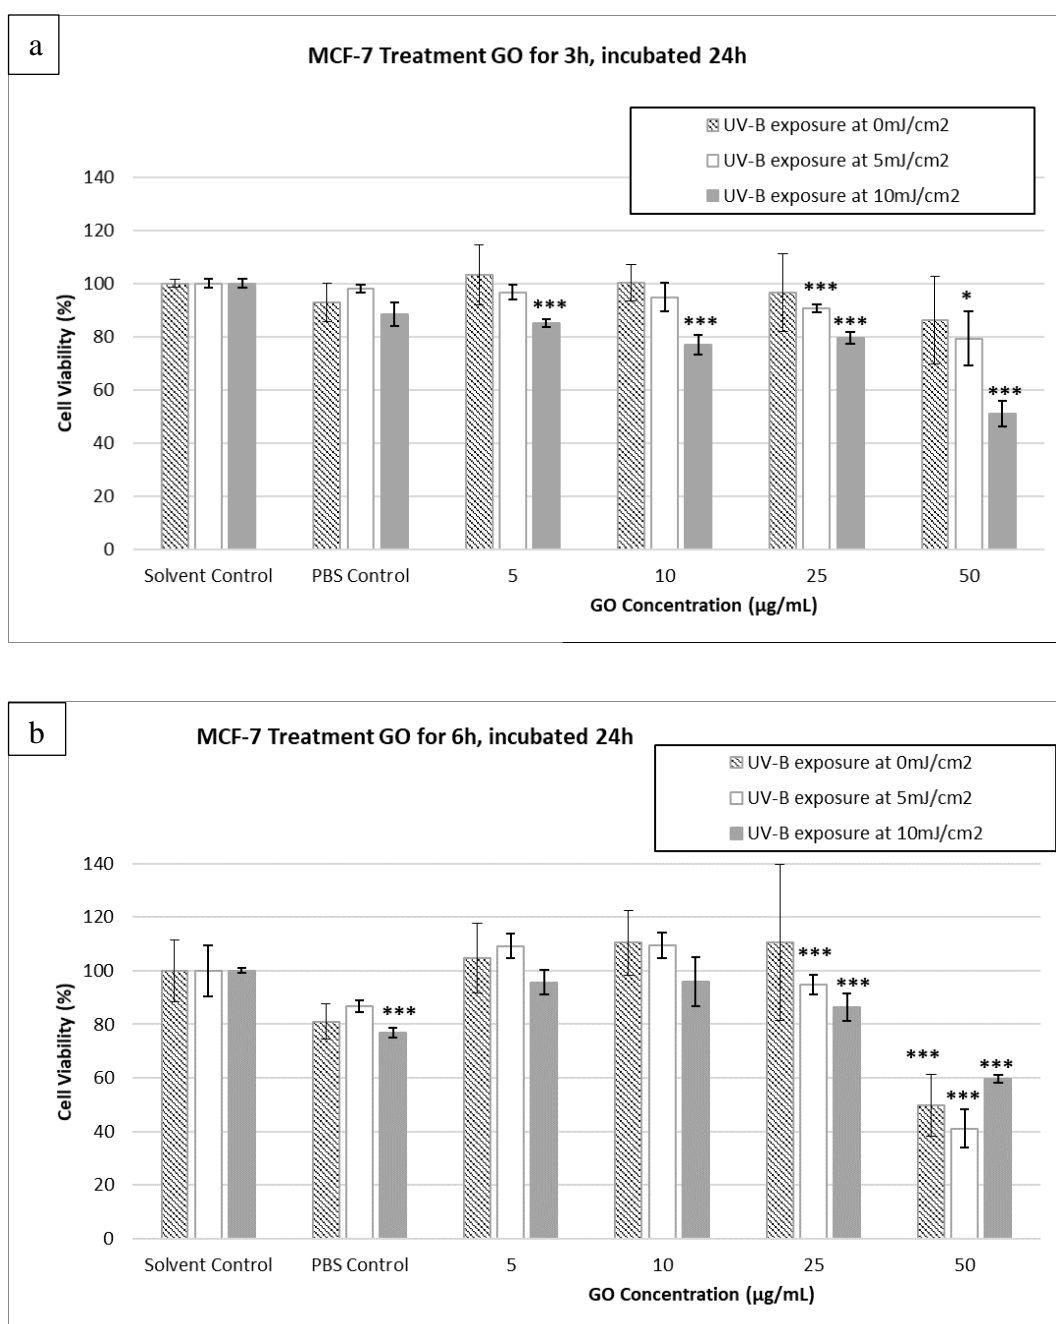 a
MCF-7 Treatment GO for 3h, incubated 24h
UV-B exposure at 0mJ/cm2
UV-B exposure at 5mJ/cm2
UV-B exposure at 10mJ/cm2
Cell Viability (%)
140
120
100
80
60
40
20
0
***
***
***
***
*
***
Solvent Control PBS Control 5 10 25 50
GO Concentration (µg/mL)
b
MCF-7 Treatment GO for 6h, incubated 24h
UV-B exposure at 0mJ/cm2
UV-B exposure at 5mJ/cm2
UV-B exposure at 10mJ/cm2
Cell Viability (%)
140
120
100
80
60
40
20
0
***
***
***
***
***
***
Solvent Control PBS Control 5 10 25 50
GO Concentration (µg/mL)